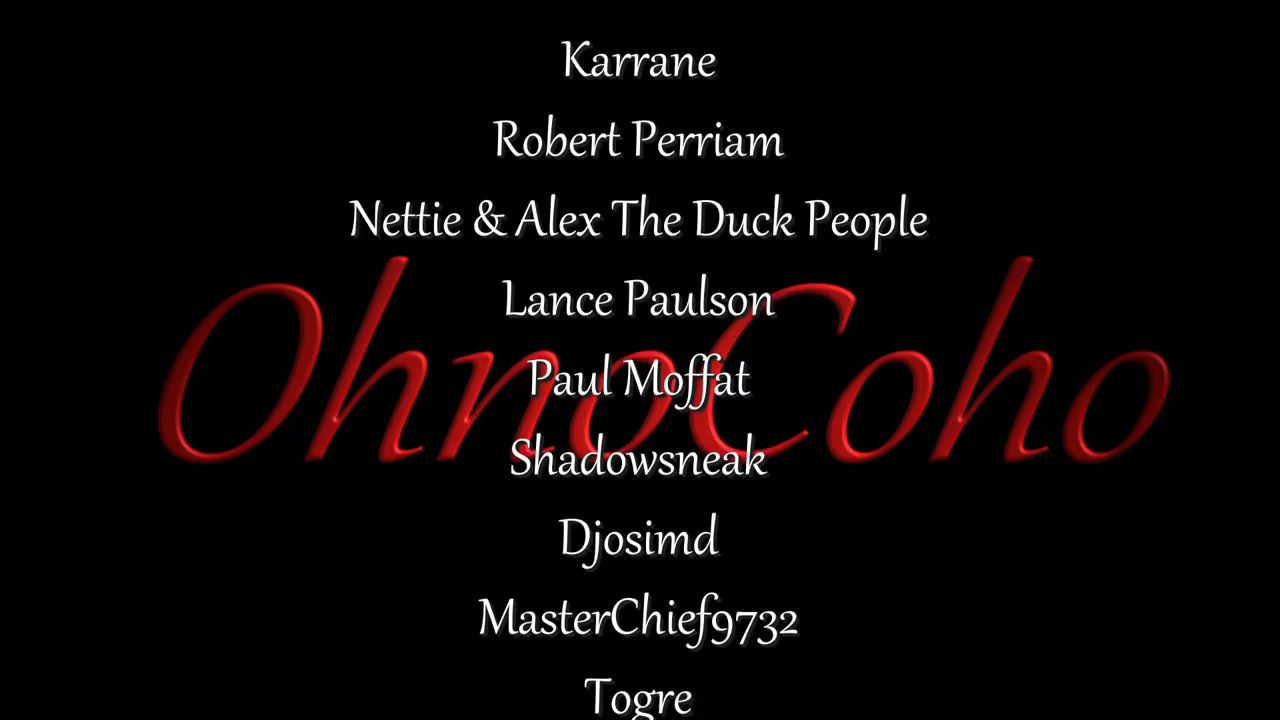 Karrane
Robert Perriam
Nettie & Alex The Duck People
Lance Paulson
OhnoCoho
Paul Moffat
Shadowsneak
Djosimd
MasterChief9732
Togre